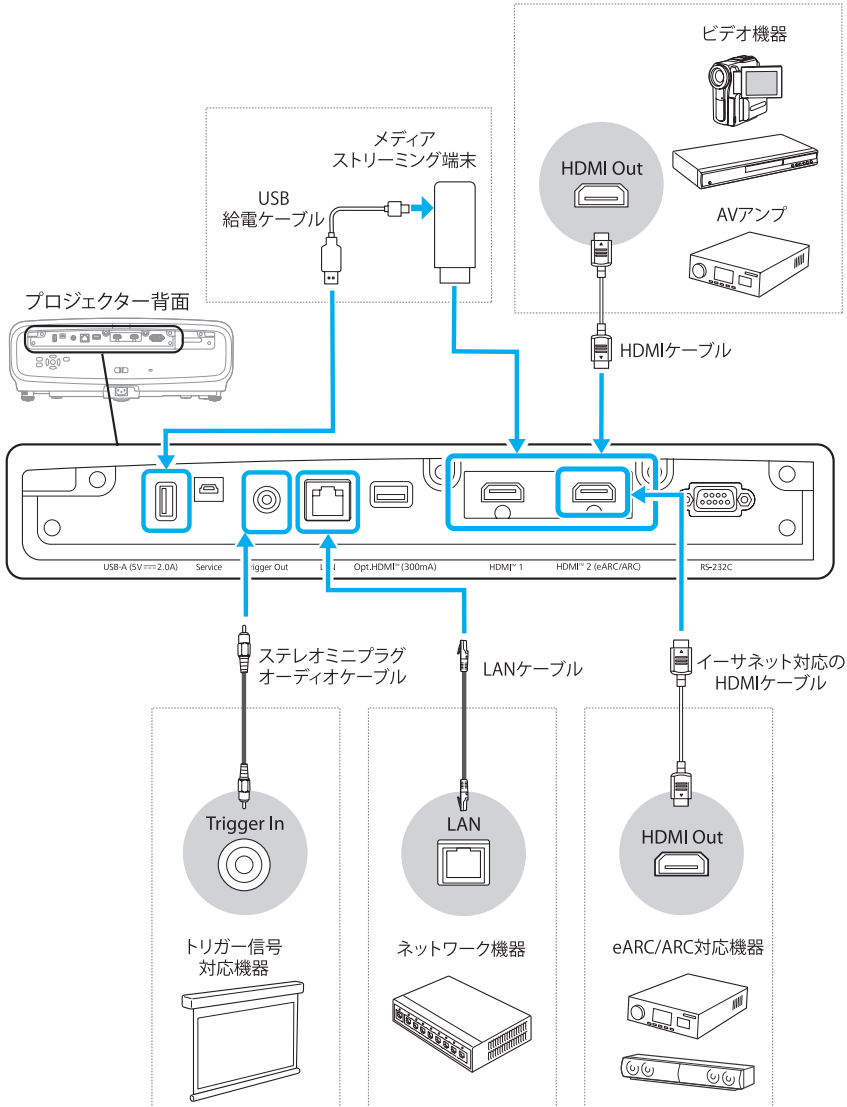 ビデオ機器
メディア
ストリーミング端末
HDMI Out
USB
給電ケーブル
AVアンプ
プロジェクター背面
HDMIケーブル
USB-A (5V⎓2.0A)
Service
Trigger Out
LAN
Opt.HDMI™ (300mA)
HDMI™ 1
HDMI™ 2 (eARC/ARC)
RS-232C
ステレオミニプラグ
オーディオケーブル
LANケーブル
イーサネット対応の
HDMIケーブル
Trigger In
LAN
HDMI Out
トリガー信号
対応機器
ネットワーク機器
eARC/ARC対応機器